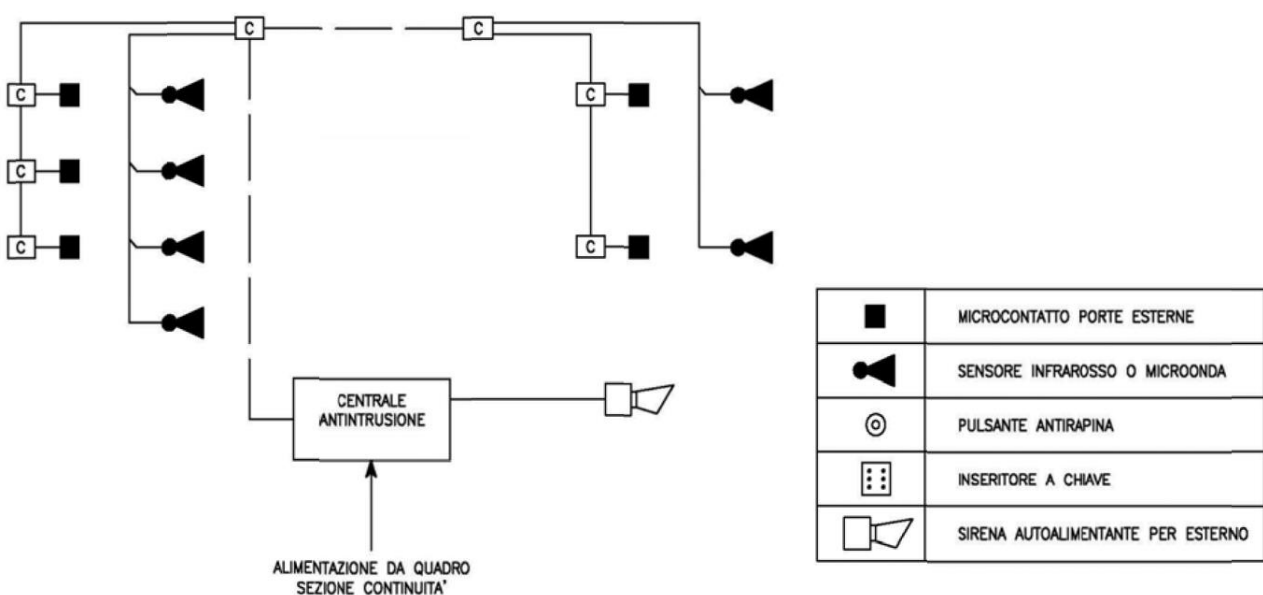 C
C
C
C
C
C
C
CENTRALE
ANTINTRUSIONE
ALIMENTAZIONE DA QUADRO
SEZIONE CONTINUITA'
MICROCONTATTO PORTE ESTERNE
SENSORE INFRAROSSO O MICROONDA
PULSANTE ANTIRAPINA
INSERITORE A CHIAVE
SIRENA AUTOALIMENTANTE PER ESTERNO